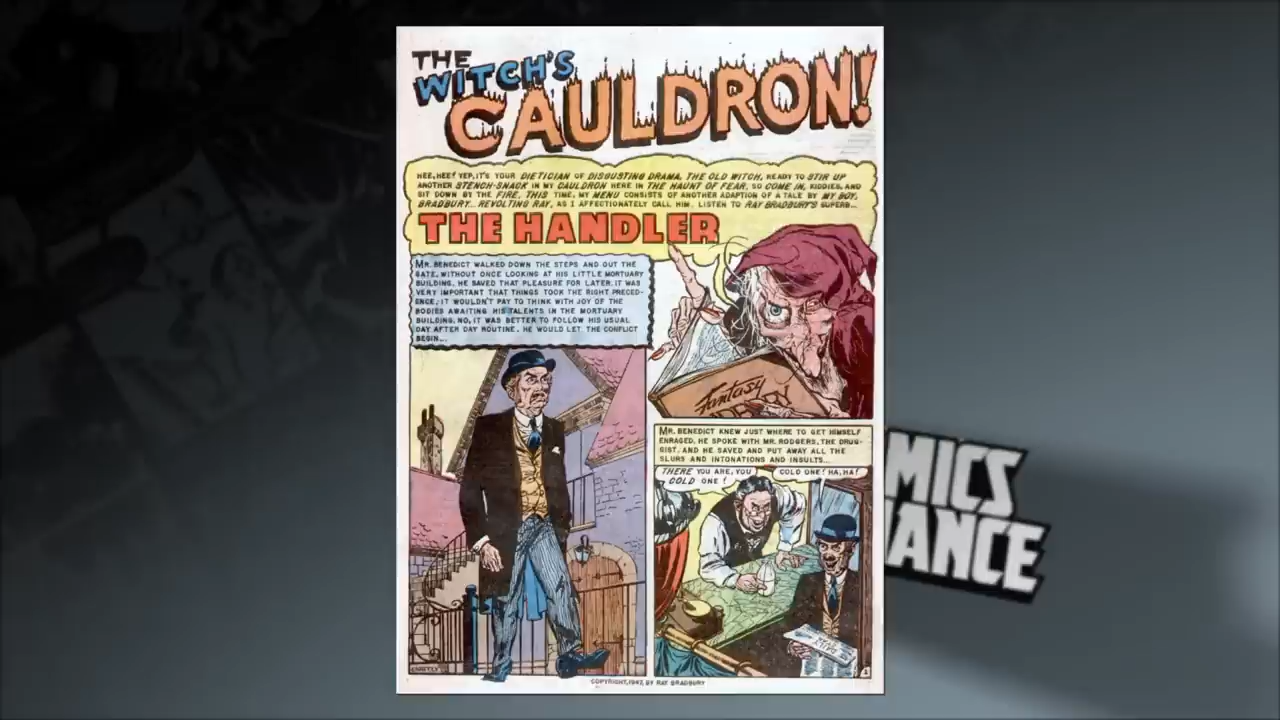 THE
WITCH'S
CAULDRON!
HEE, HEE! YEP, IT'S YOUR DIETICIAN OF DISGUSTING DRAMA, THE OLD WITCH, READY TO STIR UP
ANOTHER STENCH-SNACK IN MY CAULDRON HERE IN THE HAUNT OF FEAR, SO COME IN, KIDDIES, AND
SIT DOWN BY THE FIRE. THIS TIME, MY MENU CONSISTS OF ANOTHER ADAPTION OF A TALE BY MY BOY,
BRADBURY... REVOLTING RAY, AS I AFFECTIONATELY CALL HIM. LISTEN TO RAY BRADBURY'S SUPERB...
THE HANDLER
MR. BENEDICT WALKED DOWN THE STEPS AND OUT THE
GATE, WITHOUT ONCE LOOKING AT HIS LITTLE MORTUARY
BUILDING. HE SAVED THAT PLEASURE FOR LATER. IT WAS
VERY IMPORTANT THAT THINGS TOOK THE RIGHT PRECED-
ENCE. IT WOULDN'T PAY TO THINK WITH JOY OF THE
BODIES AWAITING HIS TALENTS IN THE MORTUARY
BUILDING. NO, IT WAS BETTER TO FOLLOW HIS USUAL
DAY AFTER DAY ROUTINE. HE WOULD LET THE CONFLICT
BEGIN...
Fantasy
MR. BENEDICT KNEW JUST WHERE TO GET HIMSELF
ENRAGED. HE SPOKE WITH MR. RODGERS, THE DRUG-
GIST, AND HE SAVED AND PUT AWAY ALL THE
SLURS AND INTONATIONS AND INSULTS...
THERE YOU ARE, YOU
COLD ONE!
COLD ONE! HA, HA!
1
COPYRIGHT, 1947, BY RAY BRADBURY
MICS
IANCE